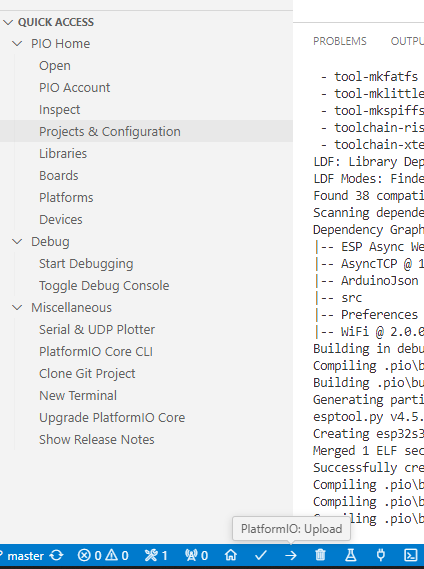 QUICK ACCESS
PIO Home
Open
PIO Account
Inspect
Projects & Configuration
Libraries
Boards
Platforms
Devices
Debug
Start Debugging
Toggle Debug Console
Miscellaneous
Serial & UDP Plotter
PlatformIO Core CLI
Clone Git Project
New Terminal
Upgrade PlatformIO Core
Show Release Notes
PROBLEMS OUTPU
- tool-mkfatfs
- tool-mklittle
- tool-mkspiffs
- toolchain-ris
- toolchain-xte
LDF: Library Dep
LDF Modes: Finde
Found 38 compati
Scanning depende
Dependency Graph
|-- ESP Async We
|-- AsyncTCP @ 1
|-- ArduinoJson
|-- src
|-- Preferences
|-- WiFi @ 2.0.0
Building in debu
Compiling .pio\b
Building .pio\bu
Generating parti
esptool.py v4.5.
Creating esp32s3
Merged 1 ELF sec
Successfully cre
Compiling .pio\b
Compiling .pio\b
ling .pio\b
PlatformIO: Upload
master 0 0 1 0